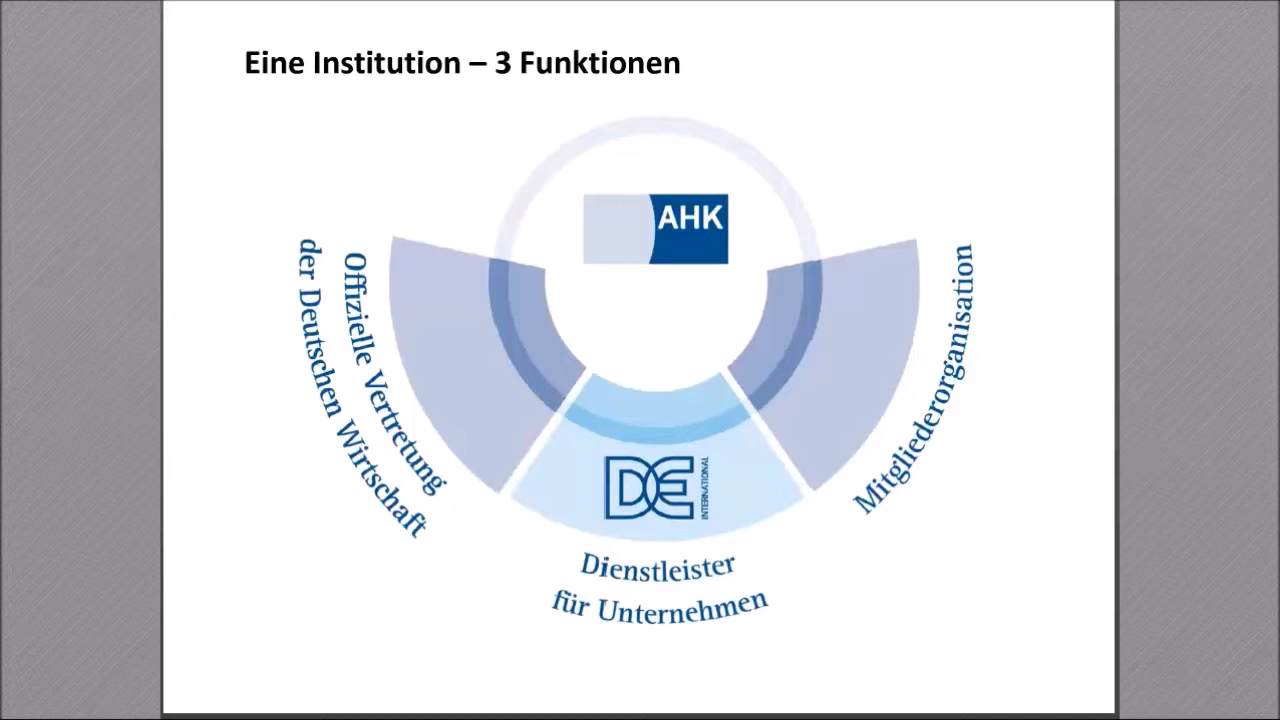 Eine Institution – 3 Funktionen
AHK
Offizielle Vertretung
der Deutschen Wirtschaft
DE
INTERNATIONAL
Dienstleister
für Unternehmen
Mitgliederorganisation